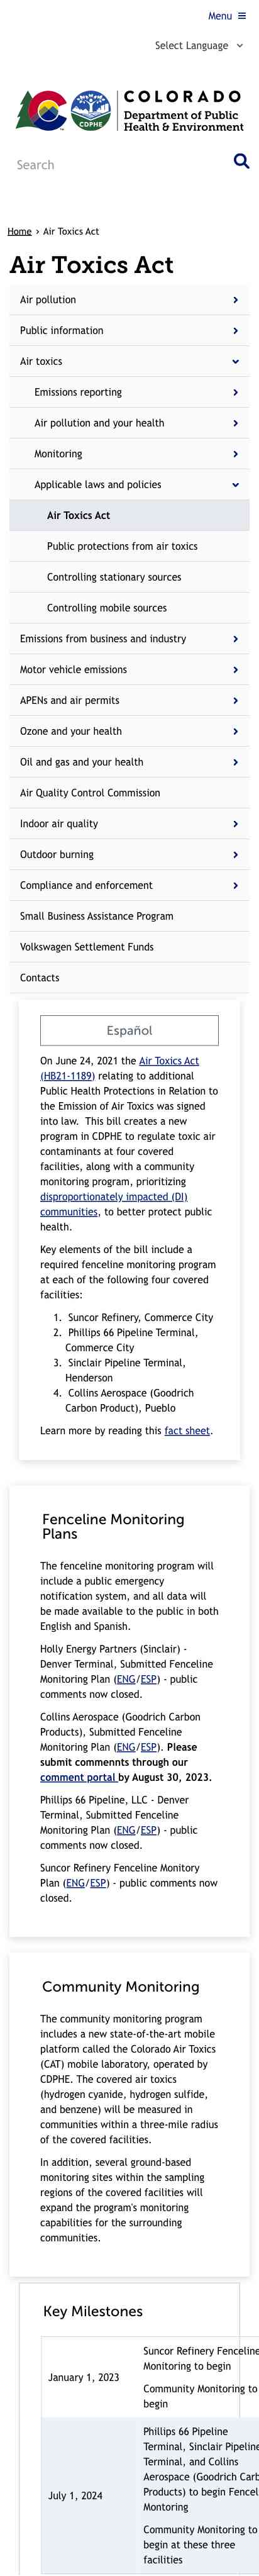 Menu
Select Language
COLORADO
Department of Public
Health & Environment
CDPHE
Search
Home › Air Toxics Act
Air Toxics Act
Air pollution
Public information
Air toxics
Emissions reporting
Air pollution and your health
Monitoring
Applicable laws and policies
Air Toxics Act
Public protections from air toxics
Controlling stationary sources
Controlling mobile sources
Emissions from business and industry
Motor vehicle emissions
APENs and air permits
Ozone and your health
Oil and gas and your health
Air Quality Control Commission
Indoor air quality
Outdoor burning
Compliance and enforcement
Small Business Assistance Program
Volkswagen Settlement Funds
Contacts
Español
On June 24, 2021 the Air Toxics Act
(HB21-1189) relating to additional
Public Health Protections in Relation to
the Emission of Air Toxics was signed
into law. This bill creates a new
program in CDPHE to regulate toxic air
contaminants at four covered
facilities, along with a community
monitoring program, prioritizing
disproportionately impacted (DI)
communities, to better protect public
health.
Key elements of the bill include a
required fenceline monitoring program
at each of the following four covered
facilities:
1. Suncor Refinery, Commerce City
2. Phillips 66 Pipeline Terminal,
Commerce City
3. Sinclair Pipeline Terminal,
Henderson
4. Collins Aerospace (Goodrich
Carbon Product), Pueblo
Learn more by reading this fact sheet.
Fenceline Monitoring
Plans
The fenceline monitoring program will
include a public emergency
notification system, and all data will
be made available to the public in both
English and Spanish.
Holly Energy Partners (Sinclair) -
Denver Terminal, Submitted Fenceline
Monitoring Plan (ENG/ESP) - public
comments now closed.
Collins Aerospace (Goodrich Carbon
Products), Submitted Fenceline
Monitoring Plan (ENG/ESP). Please
submit commennts through our
comment portal by August 30, 2023.
Phillips 66 Pipeline, LLC - Denver
Terminal, Submitted Fenceline
Monitoring Plan (ENG/ESP) - public
comments now closed.
Suncor Refinery Fenceline Monitory
Plan (ENG/ESP) - public comments now
closed.
Community Monitoring
The community monitoring program
includes a new state-of-the-art mobile
platform called the Colorado Air Toxics
(CAT) mobile laboratory, operated by
CDPHE. The covered air toxics
(hydrogen cyanide, hydrogen sulfide,
and benzene) will be measured in
communities within a three-mile radius
of the covered facilities.
In addition, several ground-based
monitoring sites within the sampling
regions of the covered facilities will
expand the program's monitoring
capabilities for the surrounding
communities.
Key Milestones
January 1, 2023
Suncor Refinery Fenceline
Monitoring to begin
Community Monitoring to
begin
July 1, 2024
Phillips 66 Pipeline
Terminal, Sinclair Pipeline
Terminal, and Collins
Aerospace (Goodrich Carb
Products) to begin Fencel
Montoring
Community Monitoring to
begin at these three
facilities